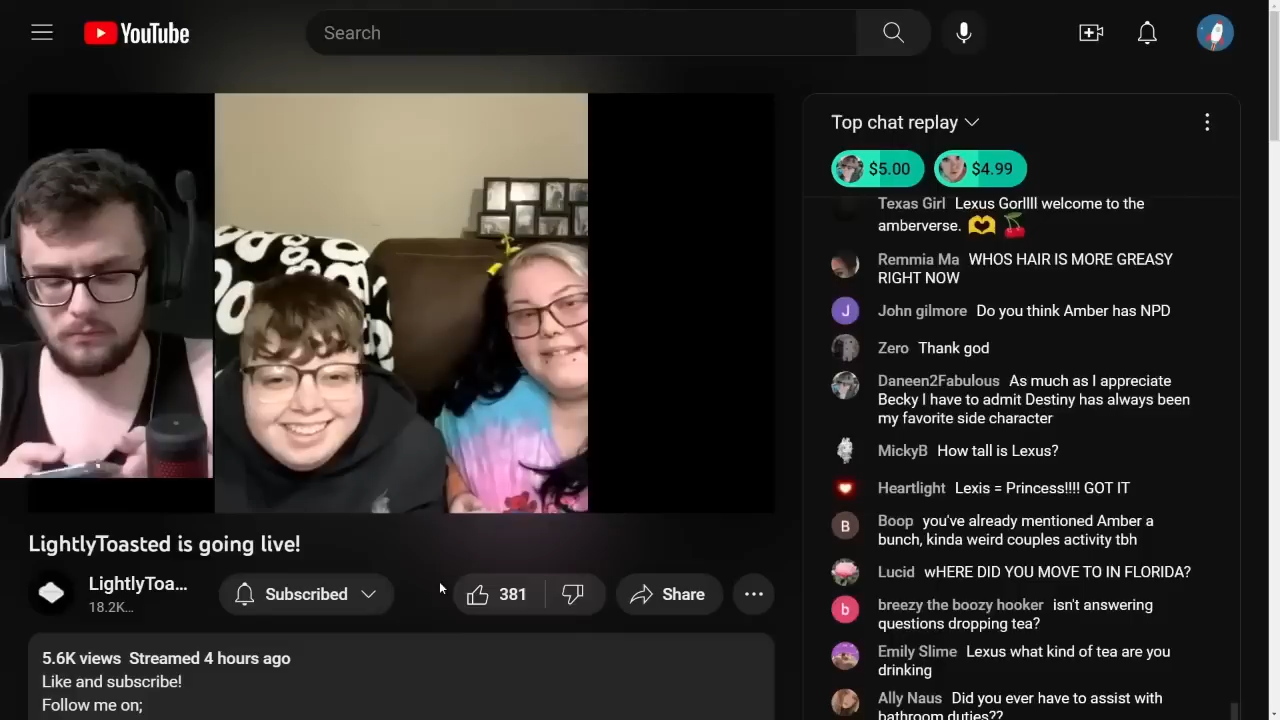 YouTube
Search
Top chat replay
$5.00
$4.99
Texas Girl Lexus Gorllll welcome to the
amberverse.
Remmia Ma WHOS HAIR IS MORE GREASY
RIGHT NOW
J
John gilmore Do you think Amber has NPD
Zero Thank god
Daneen2Fabulous As much as I appreciate
Becky I have to admit Destiny has always been
my favorite side character
MickyB How tall is Lexus?
Heartlight Lexis = Princess!!!! GOT IT
B
Boop you've already mentioned Amber a
bunch, kinda weird couples activity tbh
Lucid wHERE DID YOU MOVE TO IN FLORIDA?
b
breezy the boozy hooker isn't answering
questions dropping tea?
Emily Slime Lexus what kind of tea are you
drinking
Ally Naus Did you ever have to assist with
bathroom duties??
LightlyToasted is going live!
LightlyToa...
18.2K...
Subscribed
381
Share
5.6K views Streamed 4 hours ago
Like and subscribe!
Follow me on;